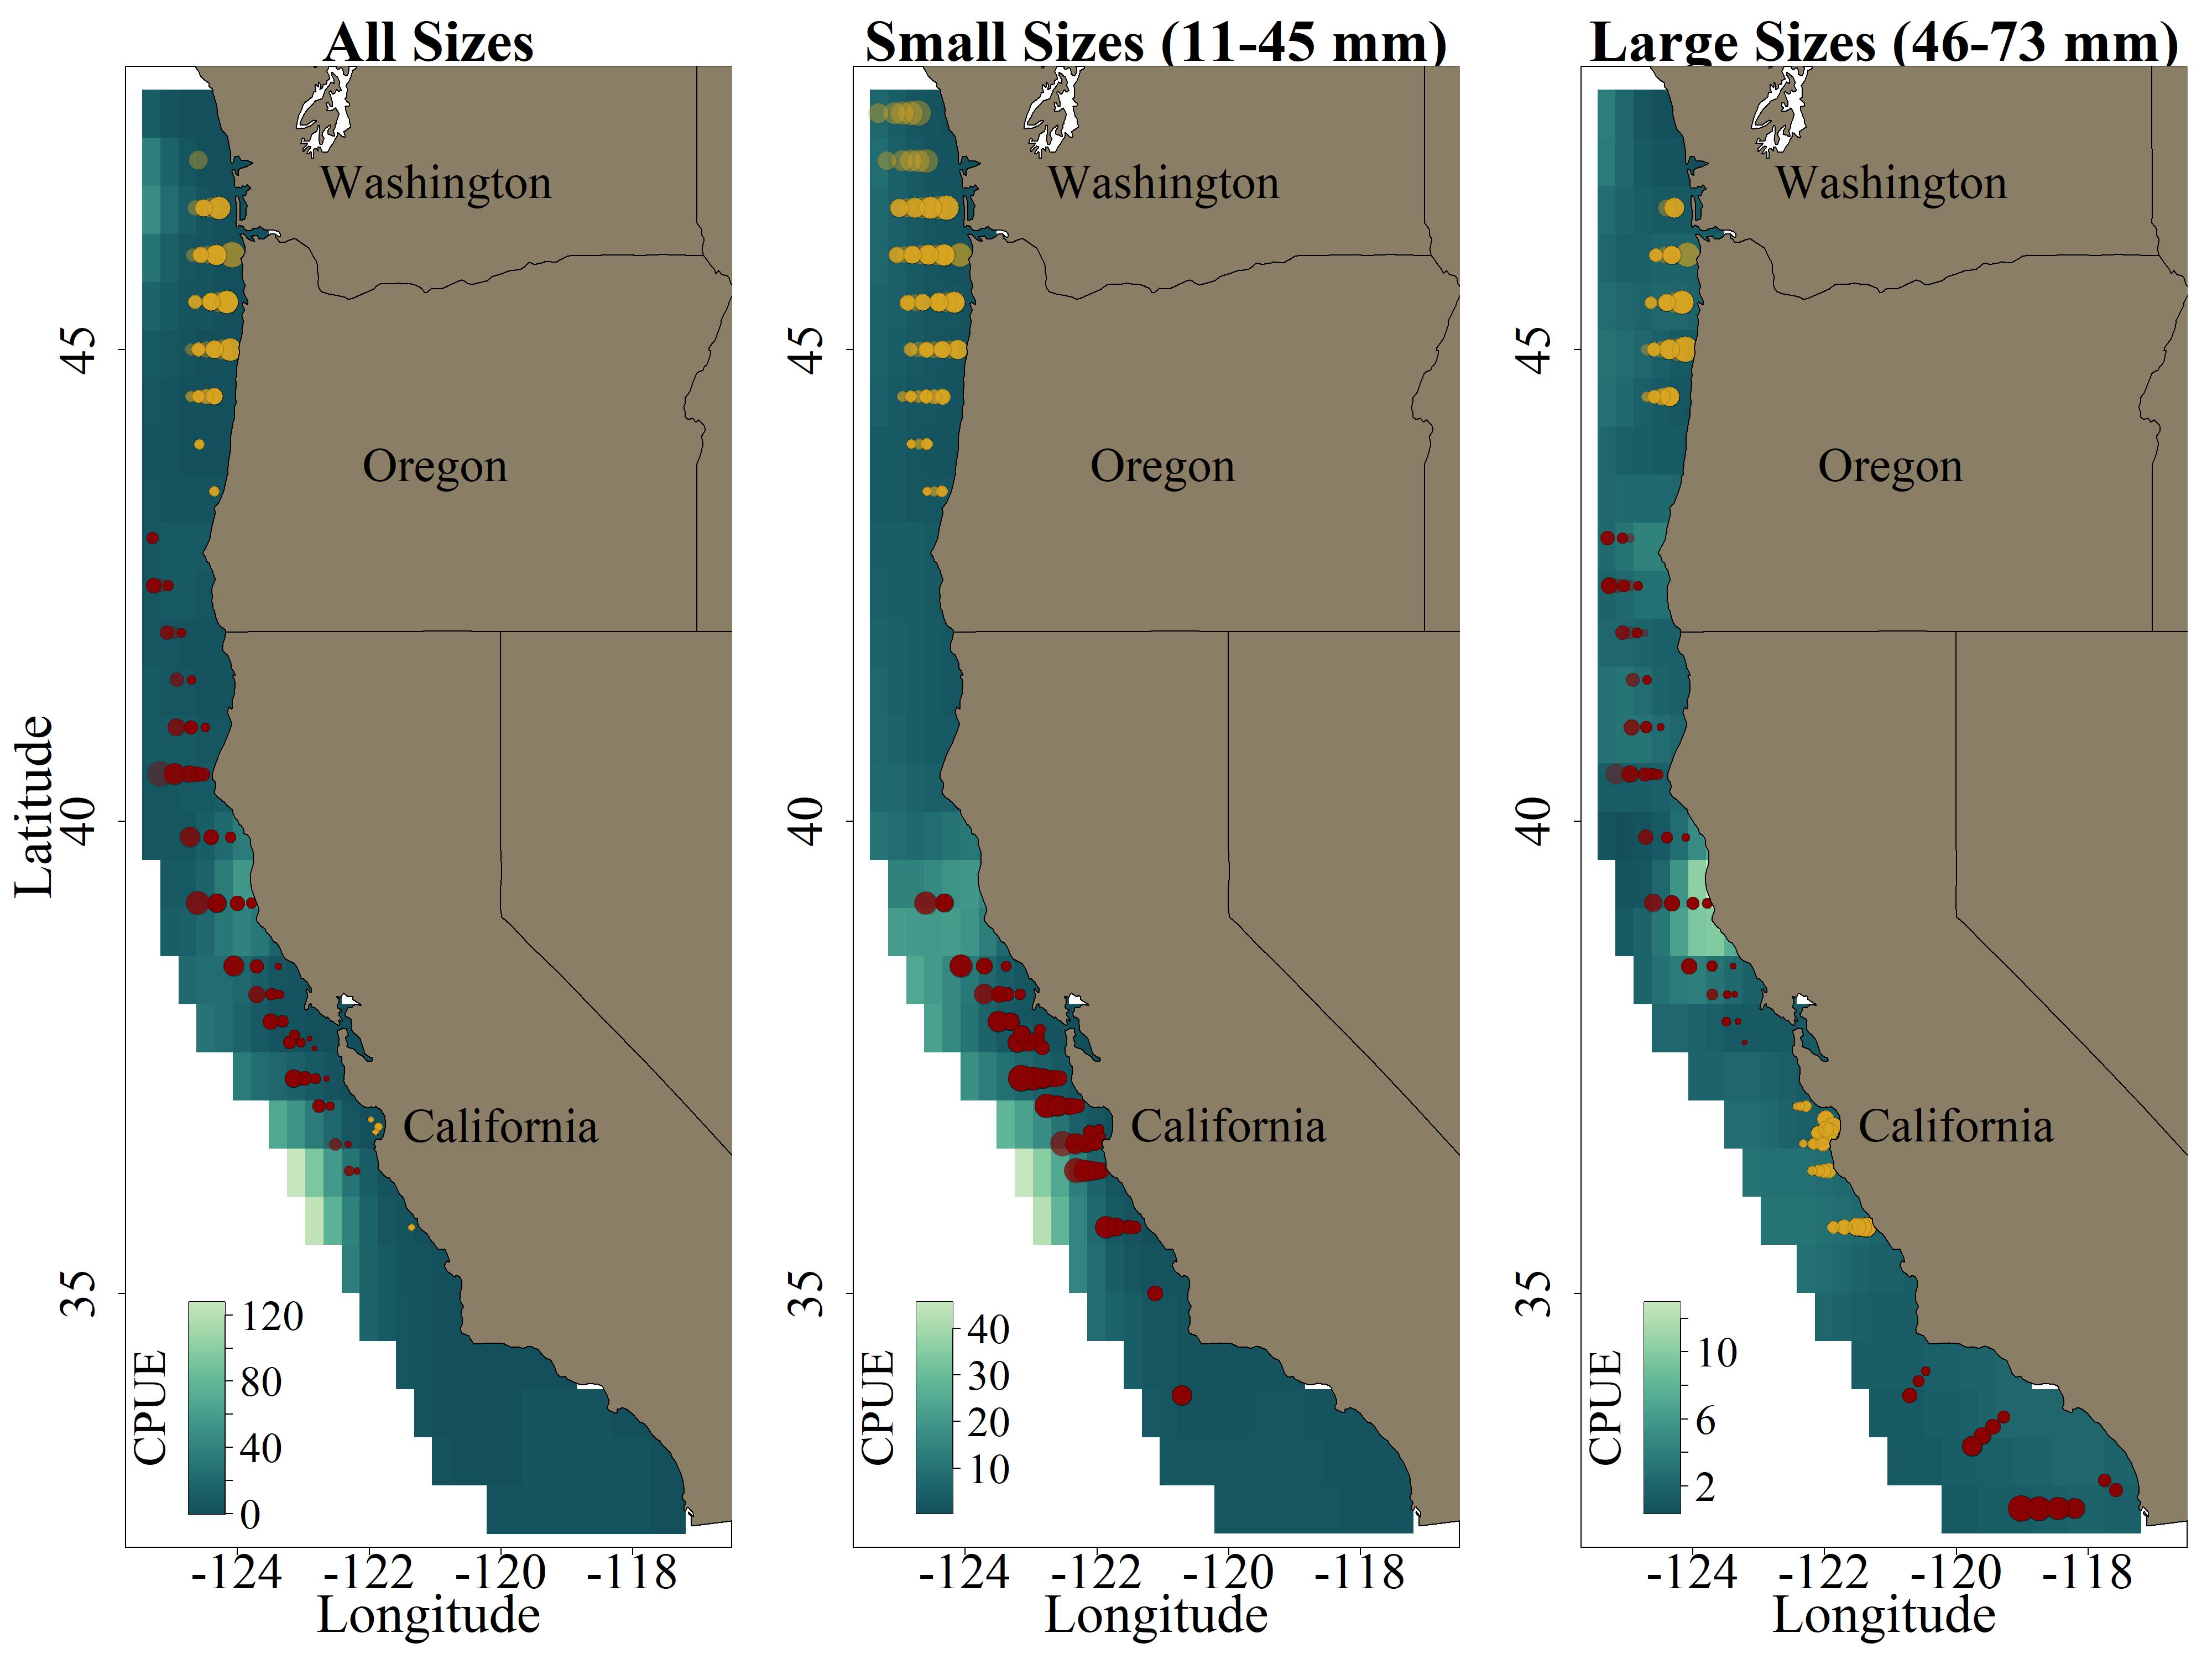 All Sizes
Small Sizes (11-45 mm)
Large Sizes (46-73 mm)
Washington
Washington
Washington
Oregon
Oregon
Oregon
California
California
California
Latitude
45
40
35
45
40
35
45
40
35
CPUE
120
80
40
0
CPUE
40
30
20
10
CPUE
10
6
2
-124 -122 -120 -118
-124 -122 -120 -118
-124 -122 -120 -118
Longitude
Longitude
Longitude